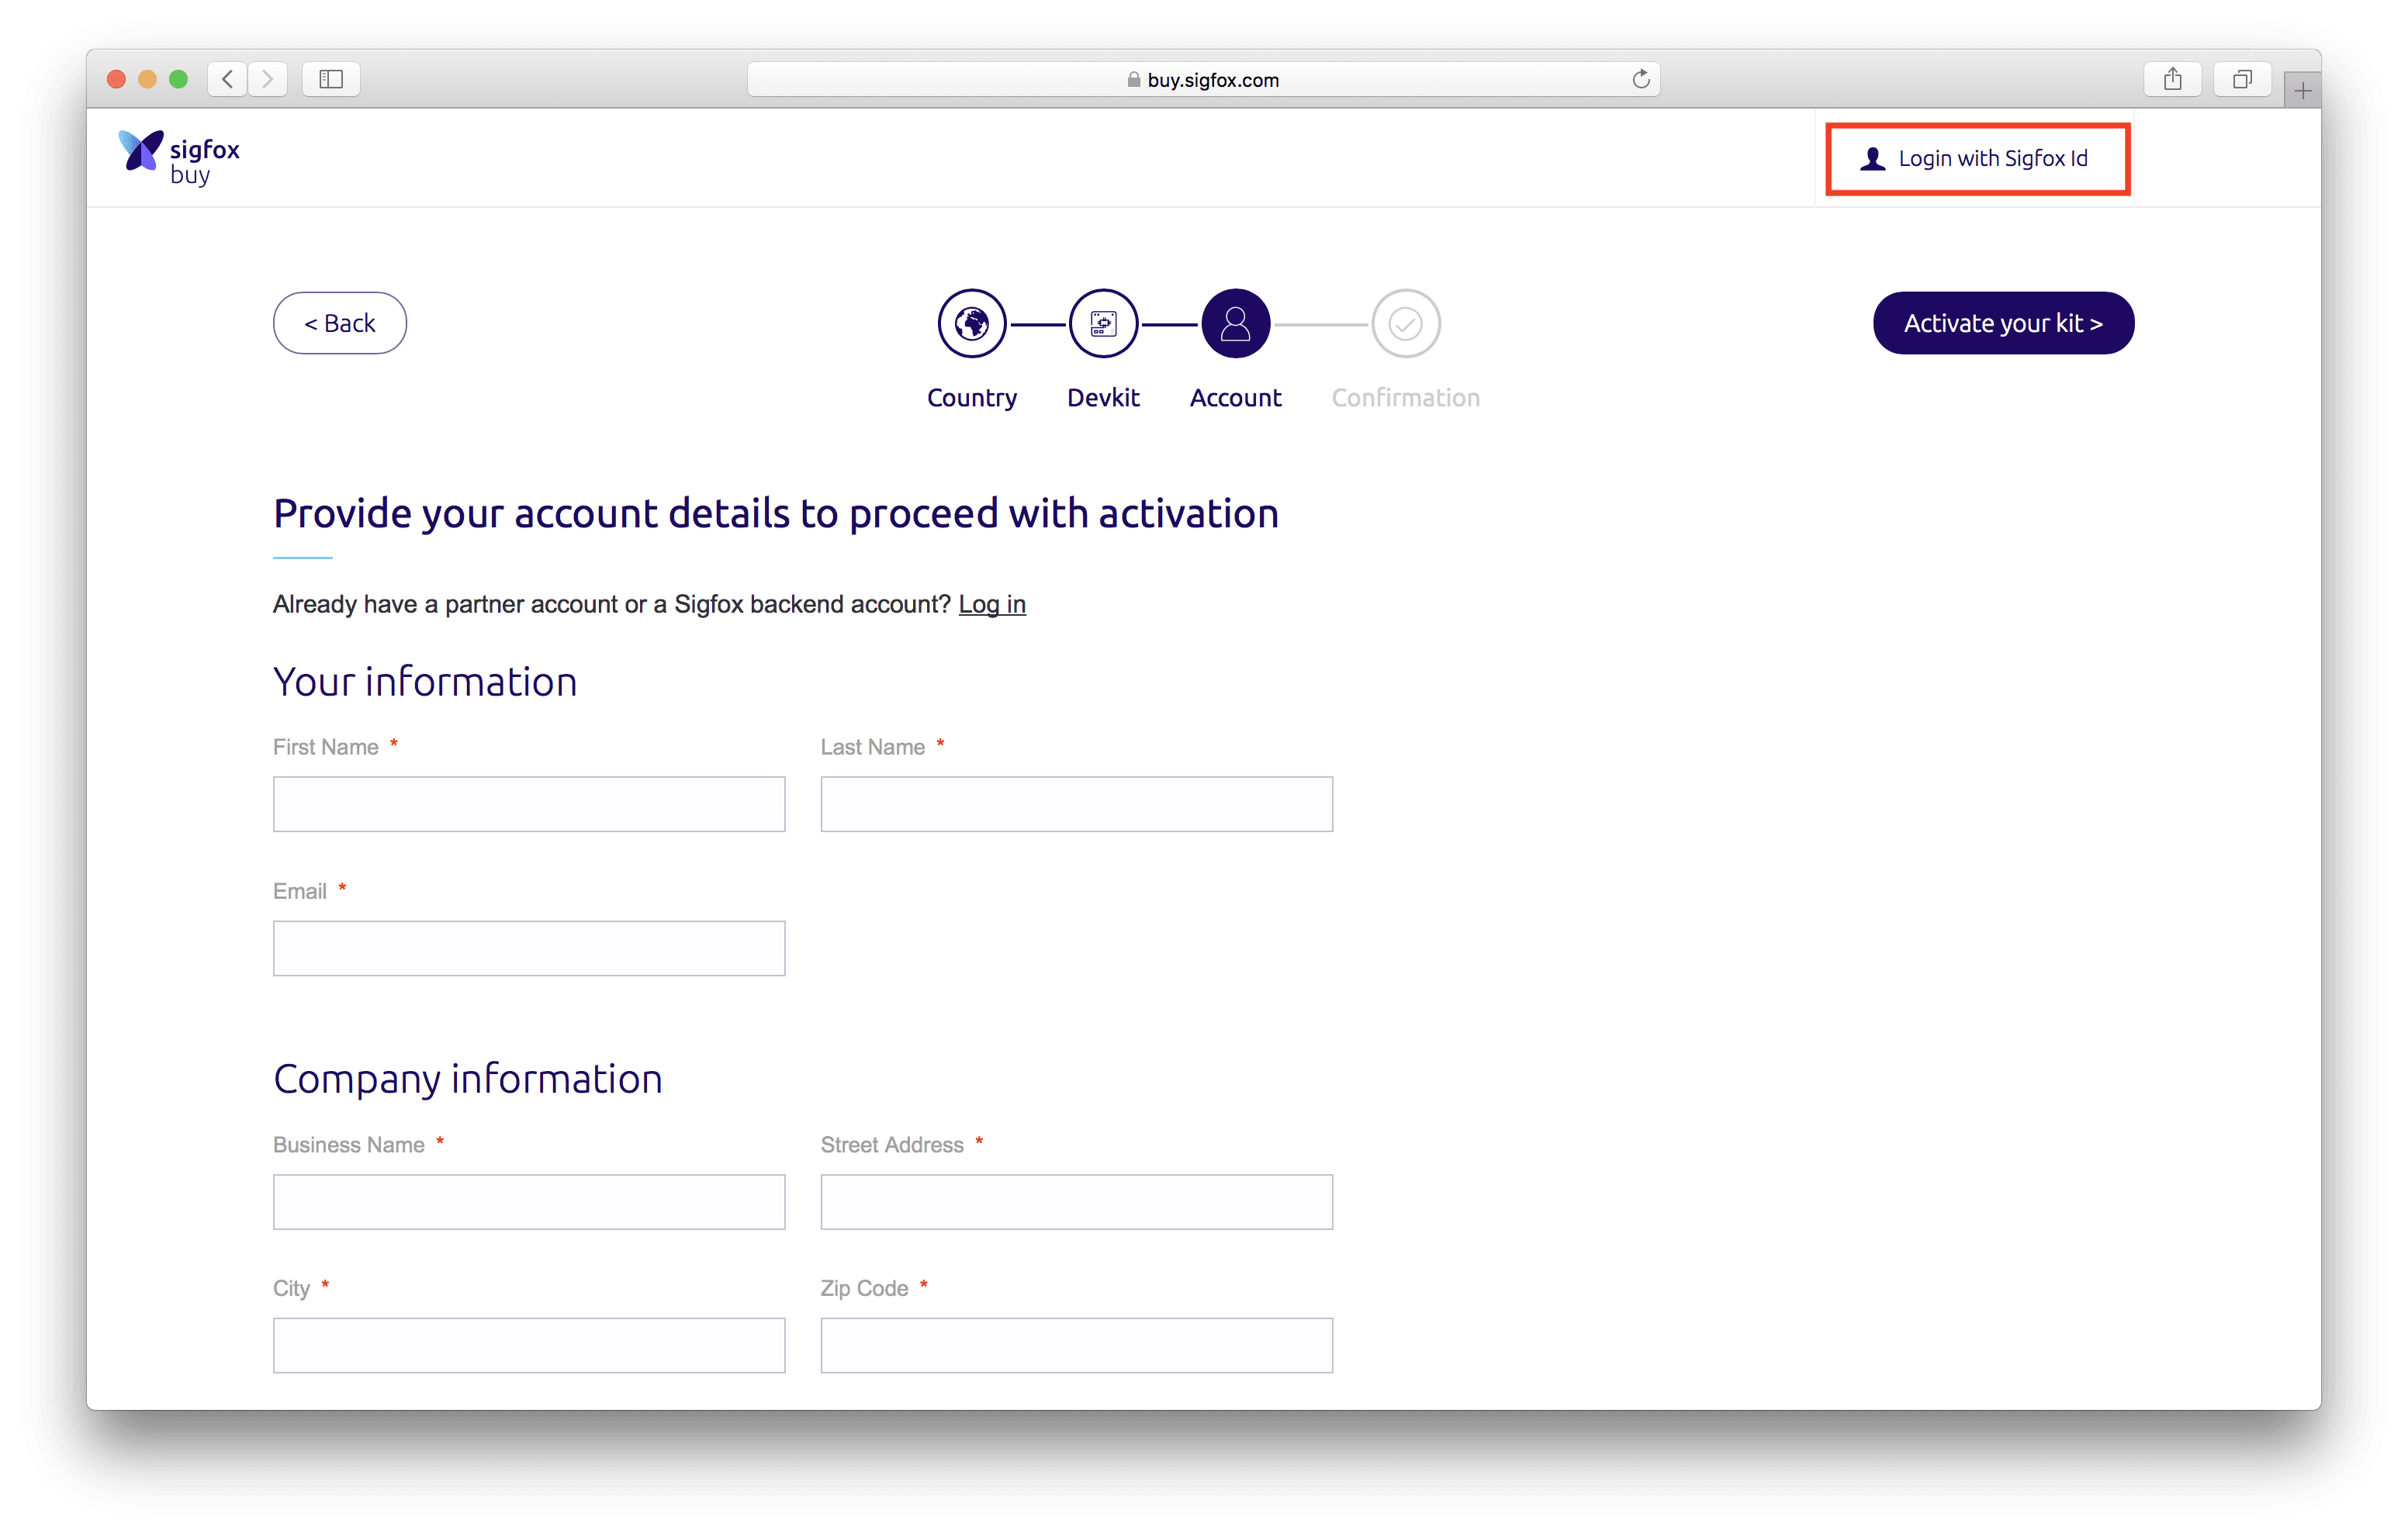 buy.sigfox.com
sigfox
buy
Login with Sigfox Id
< Back
Activate your kit >
Country
Devkit
Account
Confirmation
Provide your account details to proceed with activation
Already have a partner account or a Sigfox backend account? Log in
Your information
First Name *
Last Name *
Email *
Company information
Business Name *
Street Address *
City *
Zip Code *